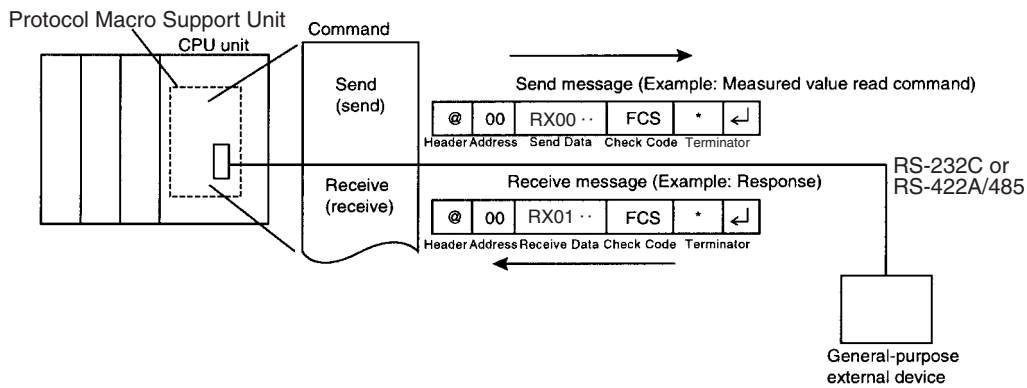 Protocol Macro Support Unit
CPU unit
Command
Send
(send)
Send message (Example: Measured value read command)
@ 00 RX00 ·· FCS * ↵
Header Address Send Data Check Code Terminator
Receive
(receive)
Receive message (Example: Response)
@ 00 RX01 ·· FCS * ↵
Header Address Receive Data Check Code Terminator
RS-232C or
RS-422A/485
General-purpose
external device